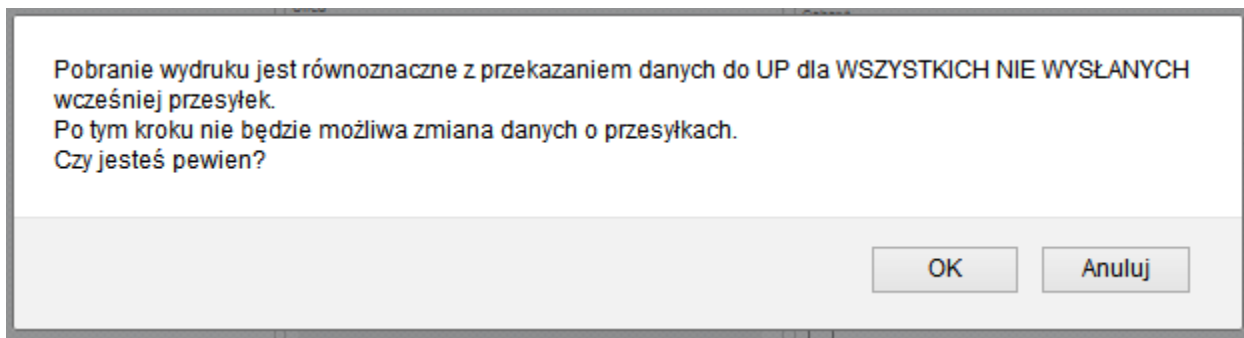 Pobranie wydruku jest równoznaczne z przekazaniem danych do UP dla WSZYSTKICH NIE WYSŁANYCH
wcześniej przesyłek.
Po tym kroku nie będzie możliwa zmiana danych o przesyłkach.
Czy jesteś pewien?
OK Anuluj